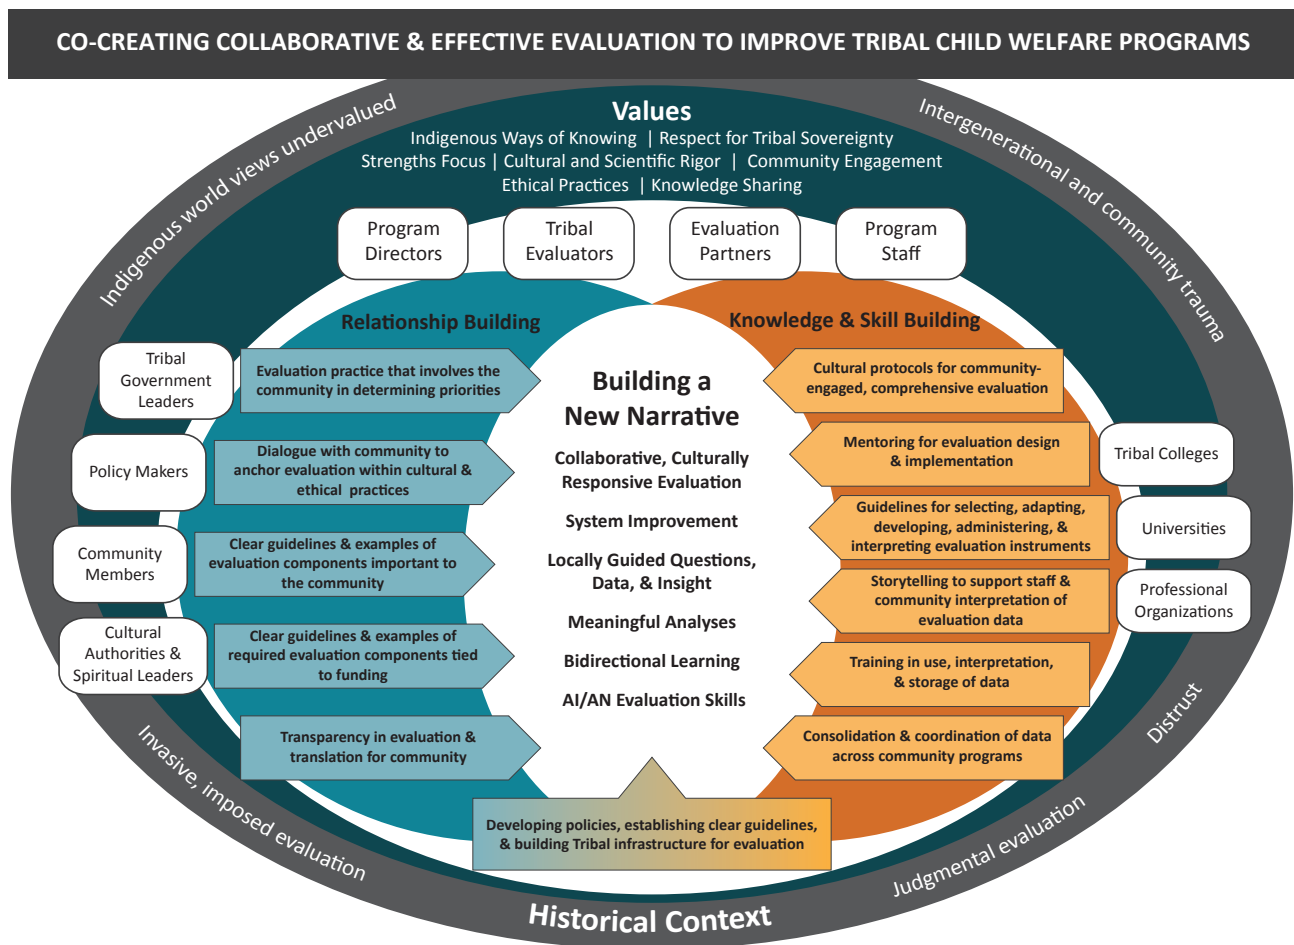 CO-CREATING COLLABORATIVE & EFFECTIVE EVALUATION TO IMPROVE TRIBAL CHILD WELFARE PROGRAMS
Indigenous world views undervalued
Intergenerational and community trauma
Values
Indigenous Ways of Knowing | Respect for Tribal Sovereignty
Strengths Focus | Cultural and Scientific Rigor | Community Engagement
Ethical Practices | Knowledge Sharing
Program
Directors
Tribal
Evaluators
Evaluation
Partners
Program
Staff
Relationship Building
Knowledge & Skill Building
Tribal
Government
Leaders
Policy Makers
Community
Members
Cultural
Authorities &
Spiritual Leaders
Evaluation practice that involves the
community in determining priorities
Dialogue with community to
anchor evaluation within cultural &
ethical practices
Clear guidelines & examples of
evaluation components important to
the community
Clear guidelines & examples of
required evaluation components tied
to funding
Transparency in evaluation &
translation for community
Building a
New Narrative
Collaborative, Culturally
Responsive Evaluation
System Improvement
Locally Guided Questions,
Data, & Insight
Meaningful Analyses
Bidirectional Learning
AI/AN Evaluation Skills
Cultural protocols for community-
engaged, comprehensive evaluation
Mentoring for evaluation design
& implementation
Guidelines for selecting, adapting,
developing, administering, &
interpreting evaluation instruments
Storytelling to support staff &
community interpretation of
evaluation data
Training in use, interpretation,
& storage of data
Consolidation & coordination of data
across community programs
Tribal Colleges
Universities
Professional
Organizations
Developing policies, establishing clear guidelines,
& building Tribal infrastructure for evaluation
Invasive, imposed evaluation
Historical Context
Judgmental evaluation
Distrust